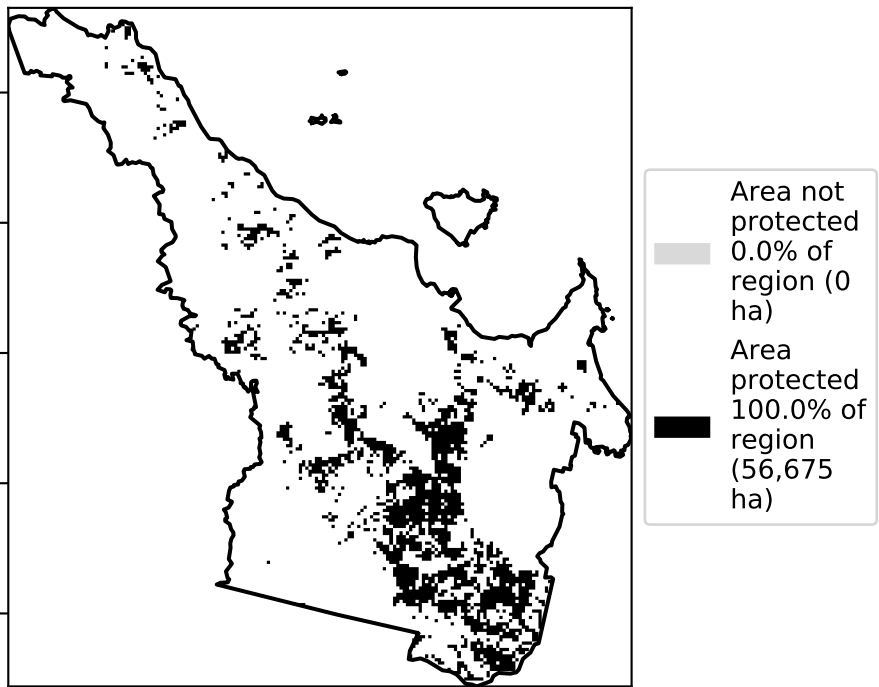 Area not
protected
0.0% of
region (0
ha)
Area
protected
100.0% of
region
(56,675
ha)